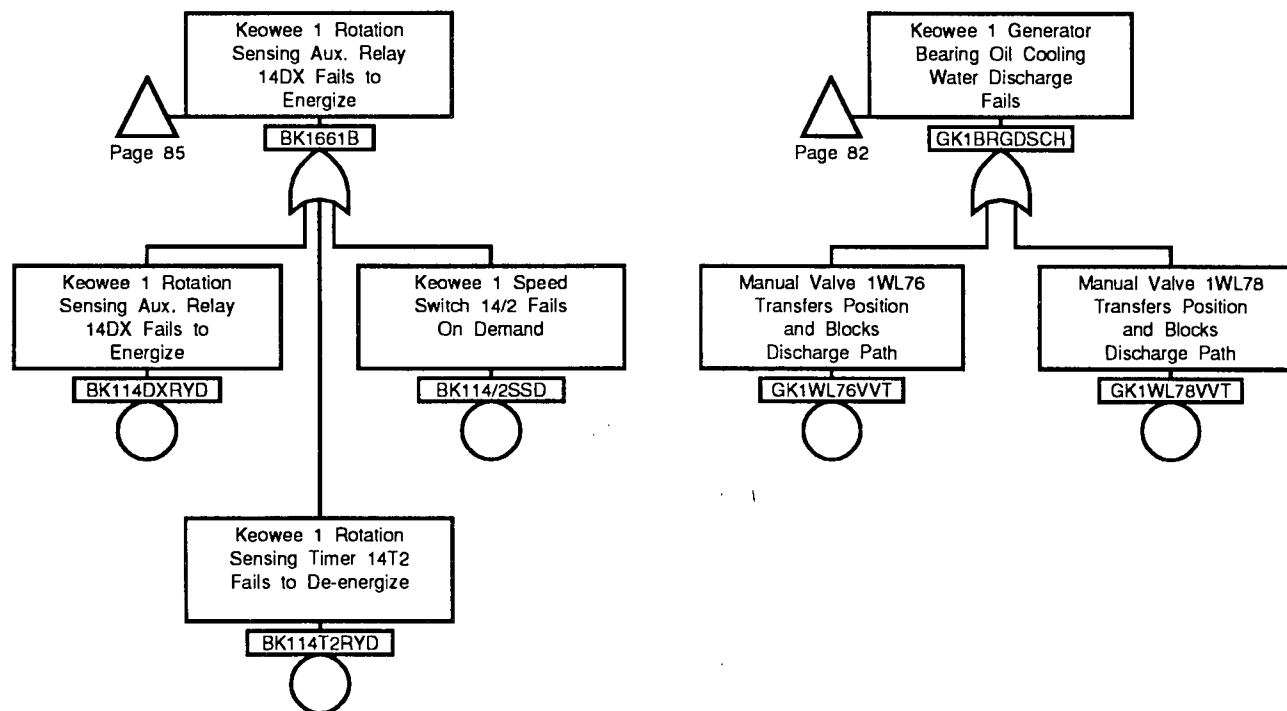 Keowee 1 Rotation
Sensing Aux. Relay
14DX Fails to
Energize
Page 85
BK1661B
Keowee 1 Rotation
Sensing Aux. Relay
14DX Fails to
Energize
BK114DXRYD
Keowee 1 Speed
Switch 14/2 Fails
On Demand
BK114/2SSD
Keowee 1 Rotation
Sensing Timer 14T2
Fails to De-energize
BK114T2RYD
Keowee 1 Generator
Bearing Oil Cooling
Water Discharge
Fails
Page 82
GK1BRGDSCH
Manual Valve 1WL76
Transfers Position
and Blocks
Discharge Path
GK1WL76VVT
Manual Valve 1WL78
Transfers Position
and Blocks
Discharge Path
GK1WL78VVT